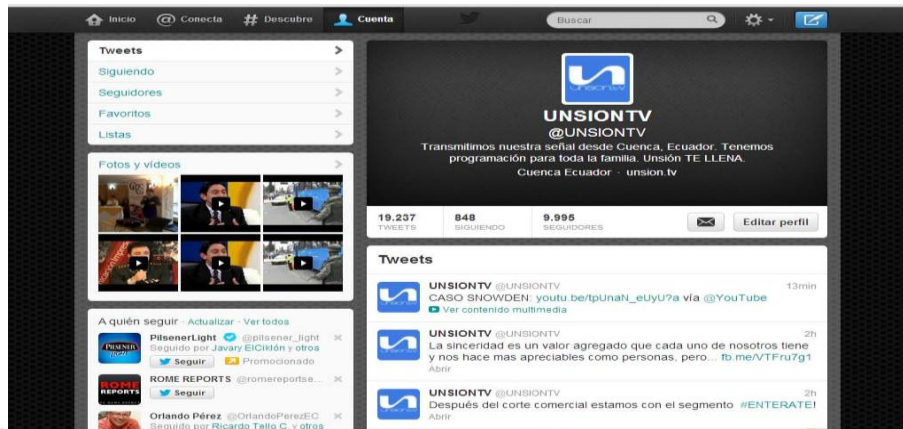 Inicio
@ Conecta
# Descubre
Cuenta
Buscar
Tweets
Siguiendo
Seguidores
Favoritos
Listas
Fotos y vídeos
A quién seguir · Actualizar · Ver todos
PilsenerLight @pilsener_light
Seguido por Javary ElCiklón y otros
Seguir Promocionado
PILSENER
ROME REPORTS @romereportse...
Seguir
ROME
REPORTS
Orlando Pérez @OrlandoPerezEC
Seguido por Ricardo Tello C. y otros
UNSIONTV
@UNSIONTV
Transmitimos nuestra señal desde Cuenca, Ecuador. Tenemos
programación para toda la familia. Unsión TE LLENA.
Cuenca Ecuador · unsion.tv
19.237 848 9.995
TWEETS SIGUIENDO SEGUIDORES
Editar perfil
Tweets
UNSIONTV @UNSIONTV 13min
CASO SNOWDEN: youtu.be/tpUnaN_eUyU?a vía @YouTube
Ver contenido multimedia
UNSIONTV @UNSIONTV 2h
La sinceridad es un valor agregado que cada uno de nosotros tiene
y nos hace mas apreciables como personas, pero... fb.me/VTFru7g1
Abrir
UNSIONTV @UNSIONTV 2h
Después del corte comercial estamos con el segmento #ENTERATE!
Abrir